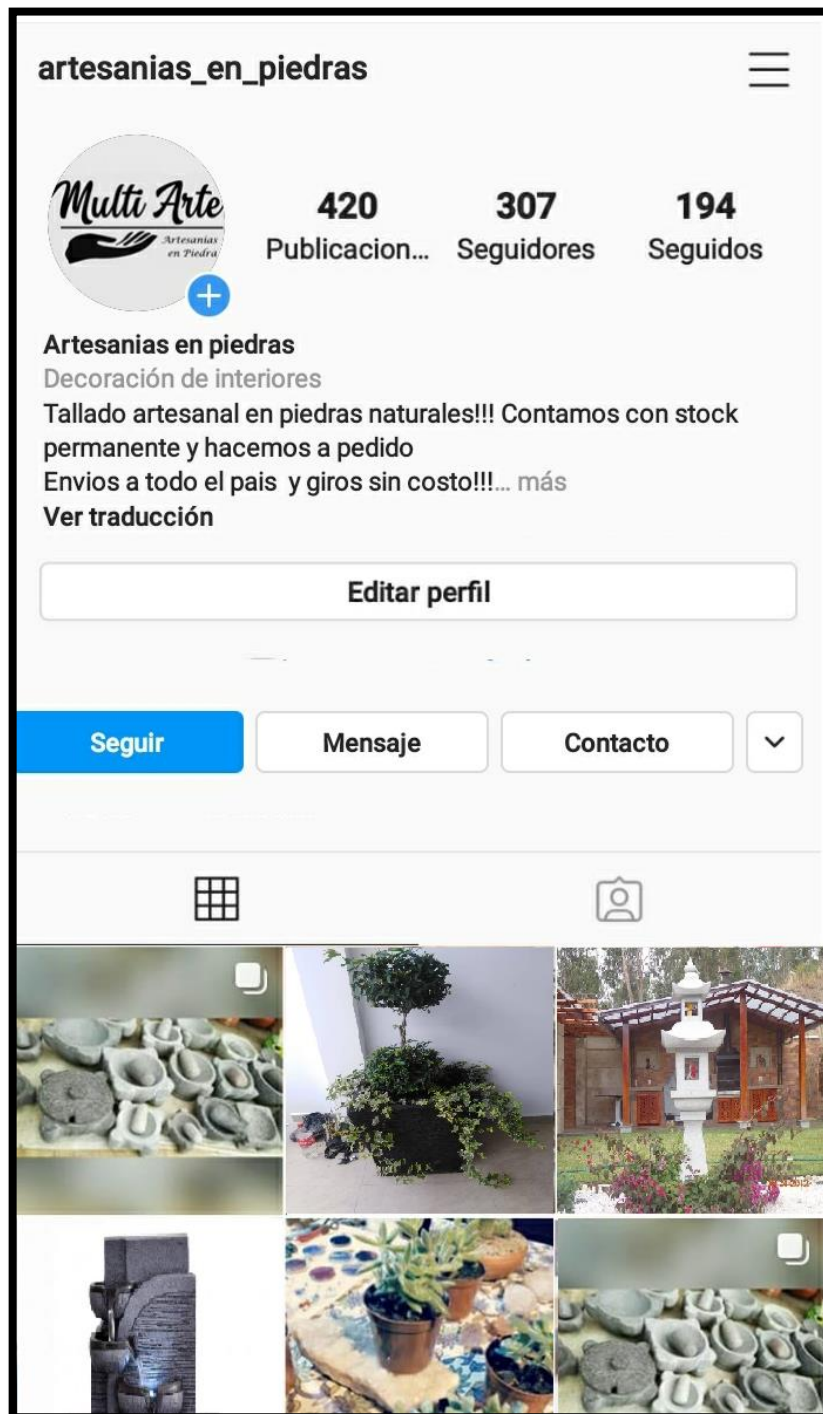 artesanias_en_piedras
Multi Arte
Artesanias
en Piedra
420
307
194
Publicacion...
Seguidores
Seguidos
Artesanias en piedras
Decoración de interiores
Tallado artesanal en piedras naturales!!! Contamos con stock
permanente y hacemos a pedido
Envios a todo el pais y giros sin costo!!!... más
Ver traducción
Editar perfil
Seguir
Mensaje
Contacto